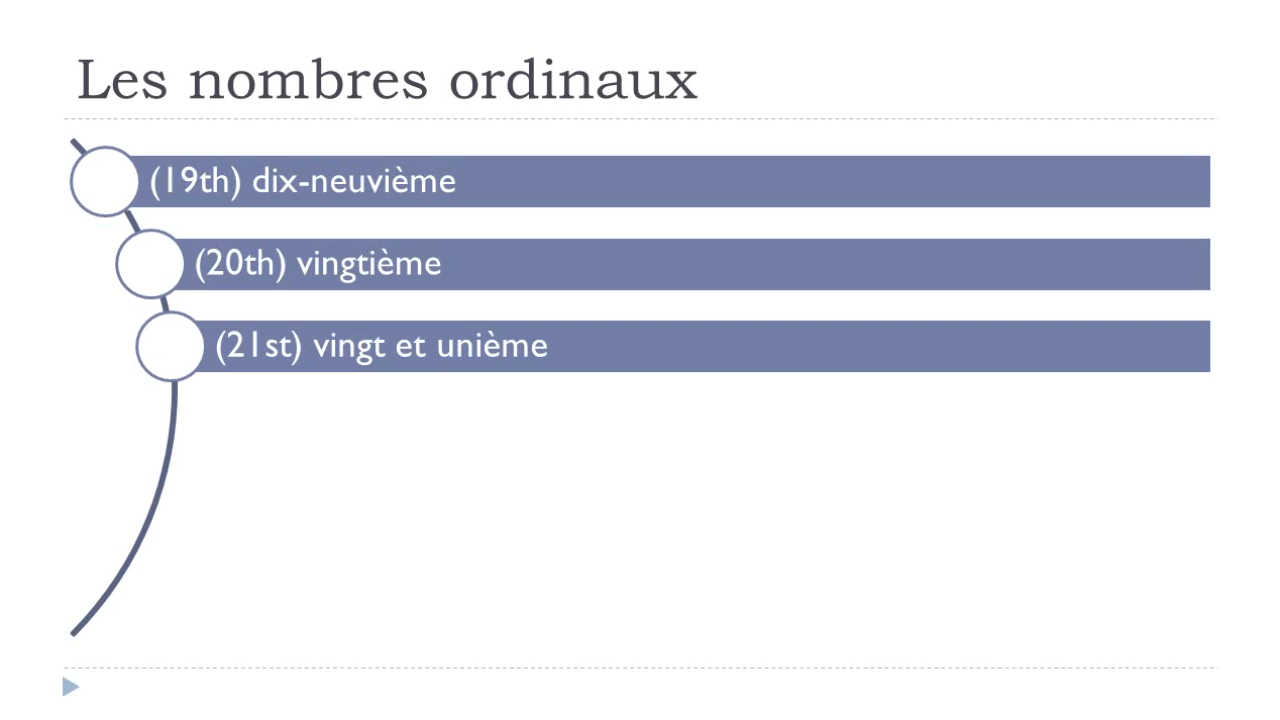 Les nombres ordinaux
(19th) dix-neuvième
(20th) vingtième
(21st) vingt et unième